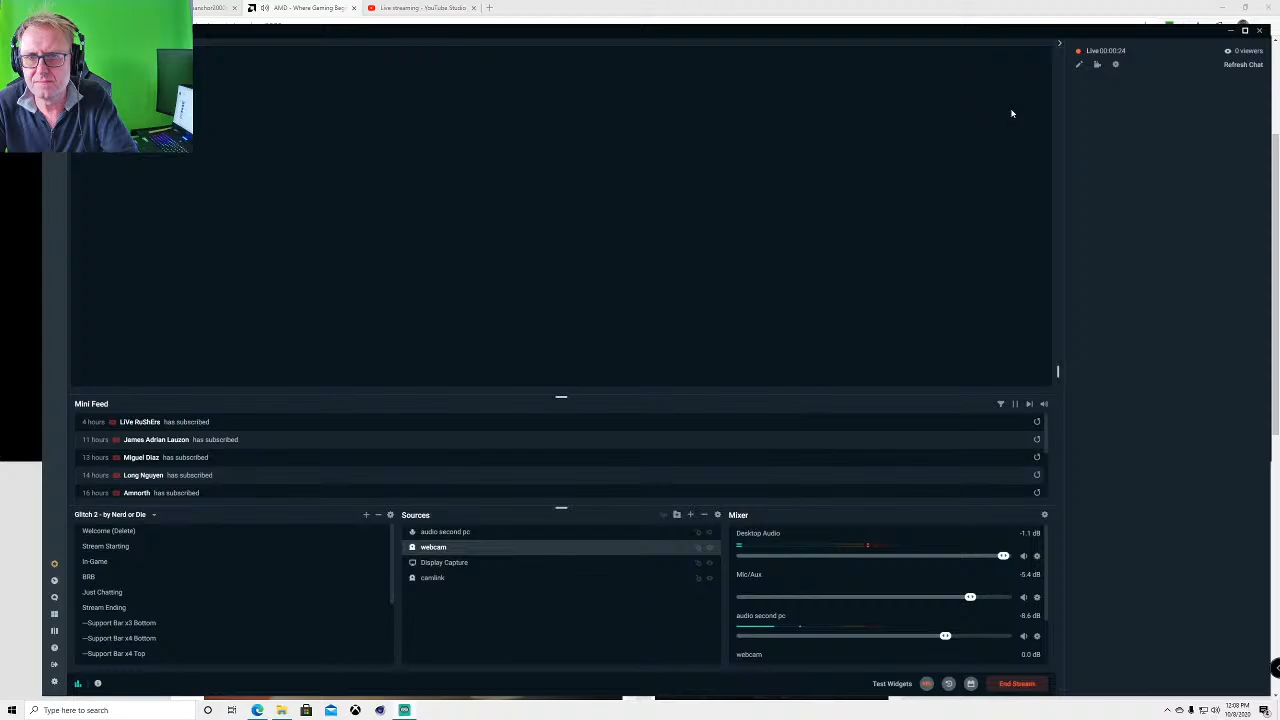 AMD - Where Gaming Beg
Live streaming - YouTube Studio
Live 00:00:24
0 viewers
Refresh Chat
Mini Feed
4 hours LiVe RuShErs has subscribed
11 hours James Adrian Lauzon has subscribed
13 hours Miguel Diaz has subscribed
14 hours Long Nguyen has subscribed
16 hours Amnorth has subscribed
Glitch 2 - by Nerd or Die
Welcome (Delete)
Stream Starting
In-Game
BRB
Just Chatting
Stream Ending
—Support Bar x3 Bottom
—Support Bar x4 Bottom
—Support Bar x4 Top
Sources
audio second pc
webcam
Display Capture
camlink
Mixer
Desktop Audio -1.1 dB
Mic/Aux -5.4 dB
audio second pc -8.6 dB
webcam 0.0 dB
Test Widgets
REC
End Stream
Type here to search
12:08 PM
10/8/2020